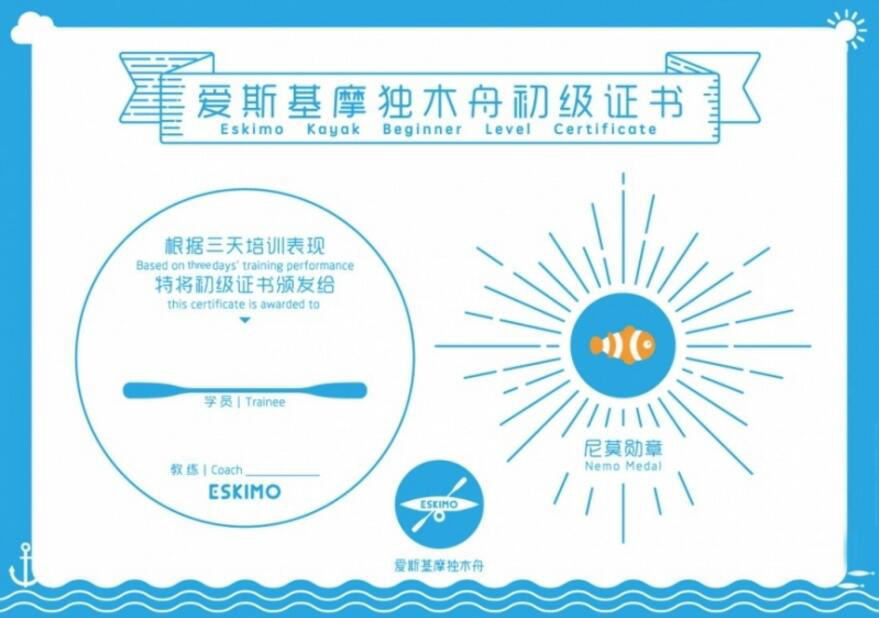 爱斯基摩独木舟初级证书
Eskimo Kayak Beginner Level Certificate
根据三天培训表现
Based on three days' training performance
特将初级证书颁发给
this certificate is awarded to
学员 | Trainee
教练 | Coach
ESKIMO
尼莫勋章
Nemo Medal
ESKIMO
爱斯基摩独木舟